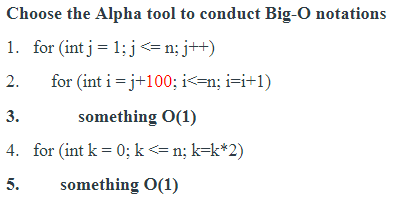 Choose the Alpha tool to conduct Big-O notations
1. for (int j = 1; j <= n; j++)
2. for (int i = j+100; i<=n; i=i+1)
3. something O(1)
4. for (int k = 0; k <= n; k=k*2)
5. something O(1)